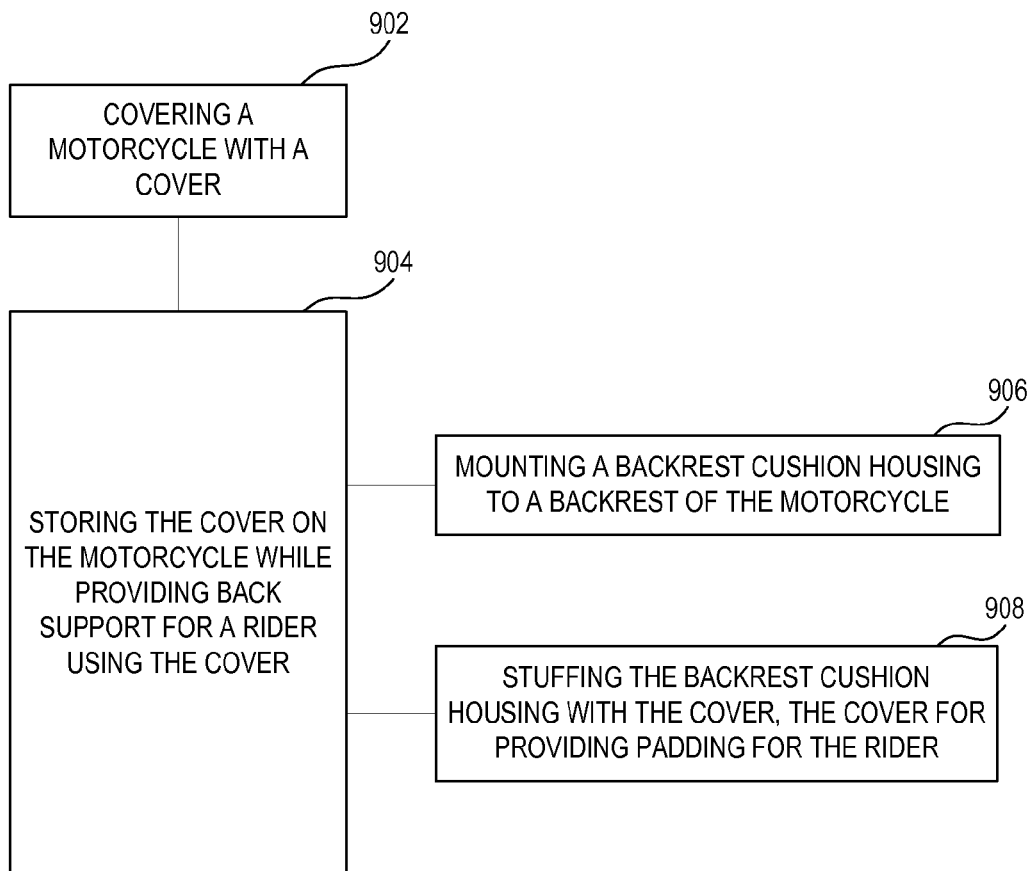 902
COVERING A
MOTORCYCLE WITH A
COVER
904
STORING THE COVER ON
THE MOTORCYCLE WHILE
PROVIDING BACK
SUPPORT FOR A RIDER
USING THE COVER
906
MOUNTING A BACKREST CUSHION HOUSING
TO A BACKREST OF THE MOTORCYCLE
908
STUFFING THE BACKREST CUSHION
HOUSING WITH THE COVER, THE COVER FOR
PROVIDING PADDING FOR THE RIDER